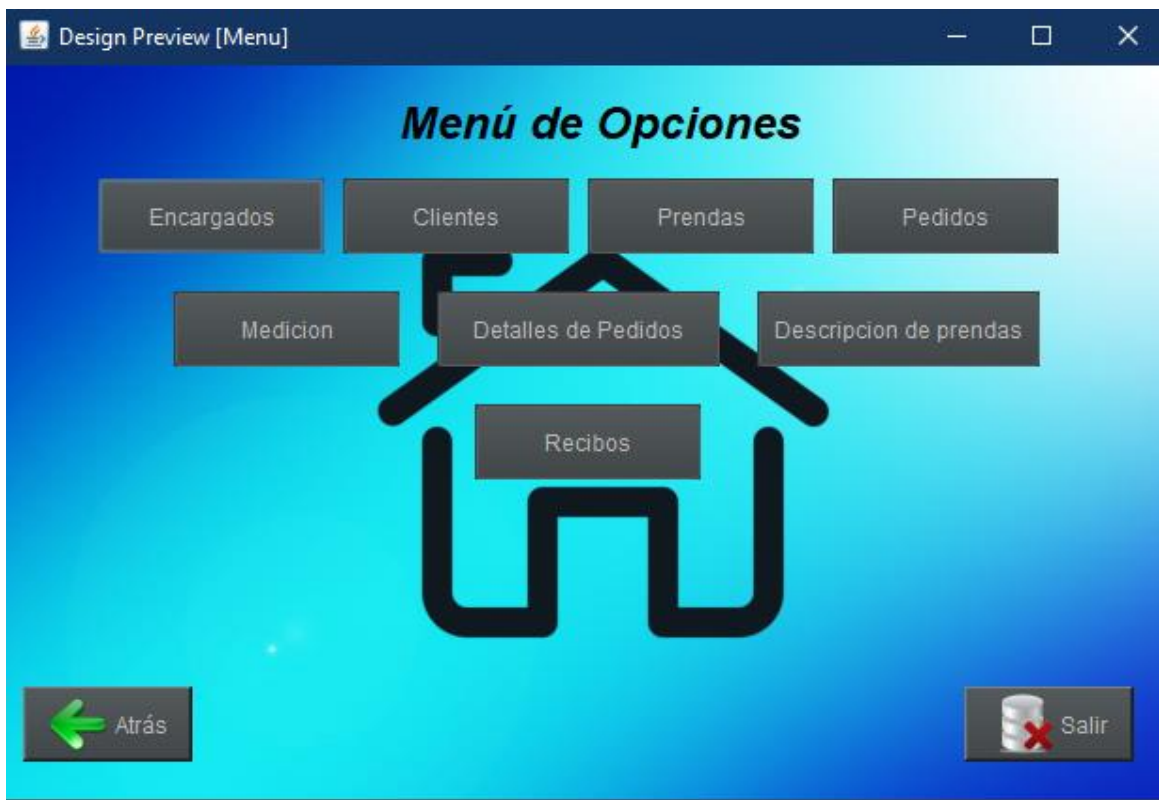 Design Preview [Menu]
Menú de Opciones
Encargados Clientes Prendas Pedidos
Medicion Detalles de Pedidos Descripcion de prendas
Recibos
Atrás Salir